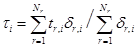 τᵢ = ∑ᵣ₌₁^{Nᵣ} t_{r,i} δ_{r,i} / ∑ᵣ₌₁^{Nᵣ} δ_{r,i}